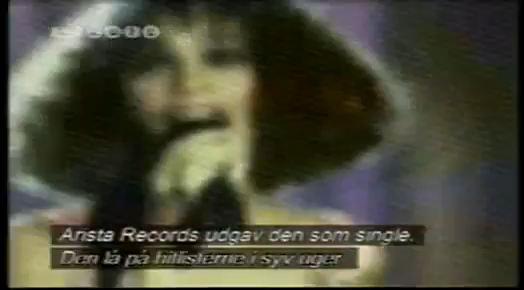 Arista Records udgav den som single.
Den lå på hitlisterne i syv uger